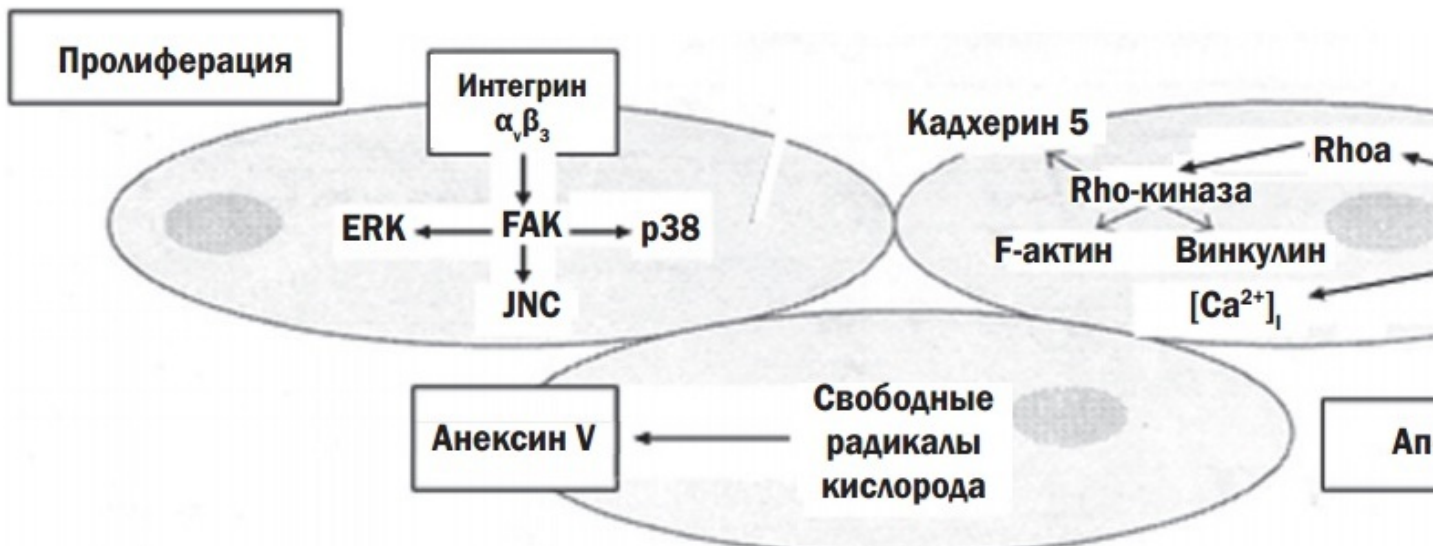 Пролиферация
Интегрин
αᵥβ₃
ERK
FAK
p38
JNC
Кадхерин 5
Rhoa
Rho-киназа
F-актин
Винкулин
[Ca²⁺]ᵢ
Анексин V
Свободные
радикалы
кислорода
Ап